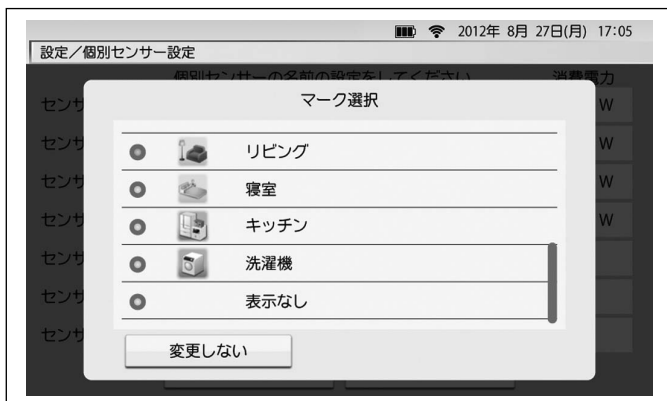 2012年 8月 27日(月) 17:05
設定／個別センサー設定
個別センサーの名前の設定をしてください 消費電力
マーク選択
センサ W
リビング
センサ W
寝室
センサ W
キッチン
センサ W
洗濯機
センサ
表示なし
センサ
変更しない
センサ